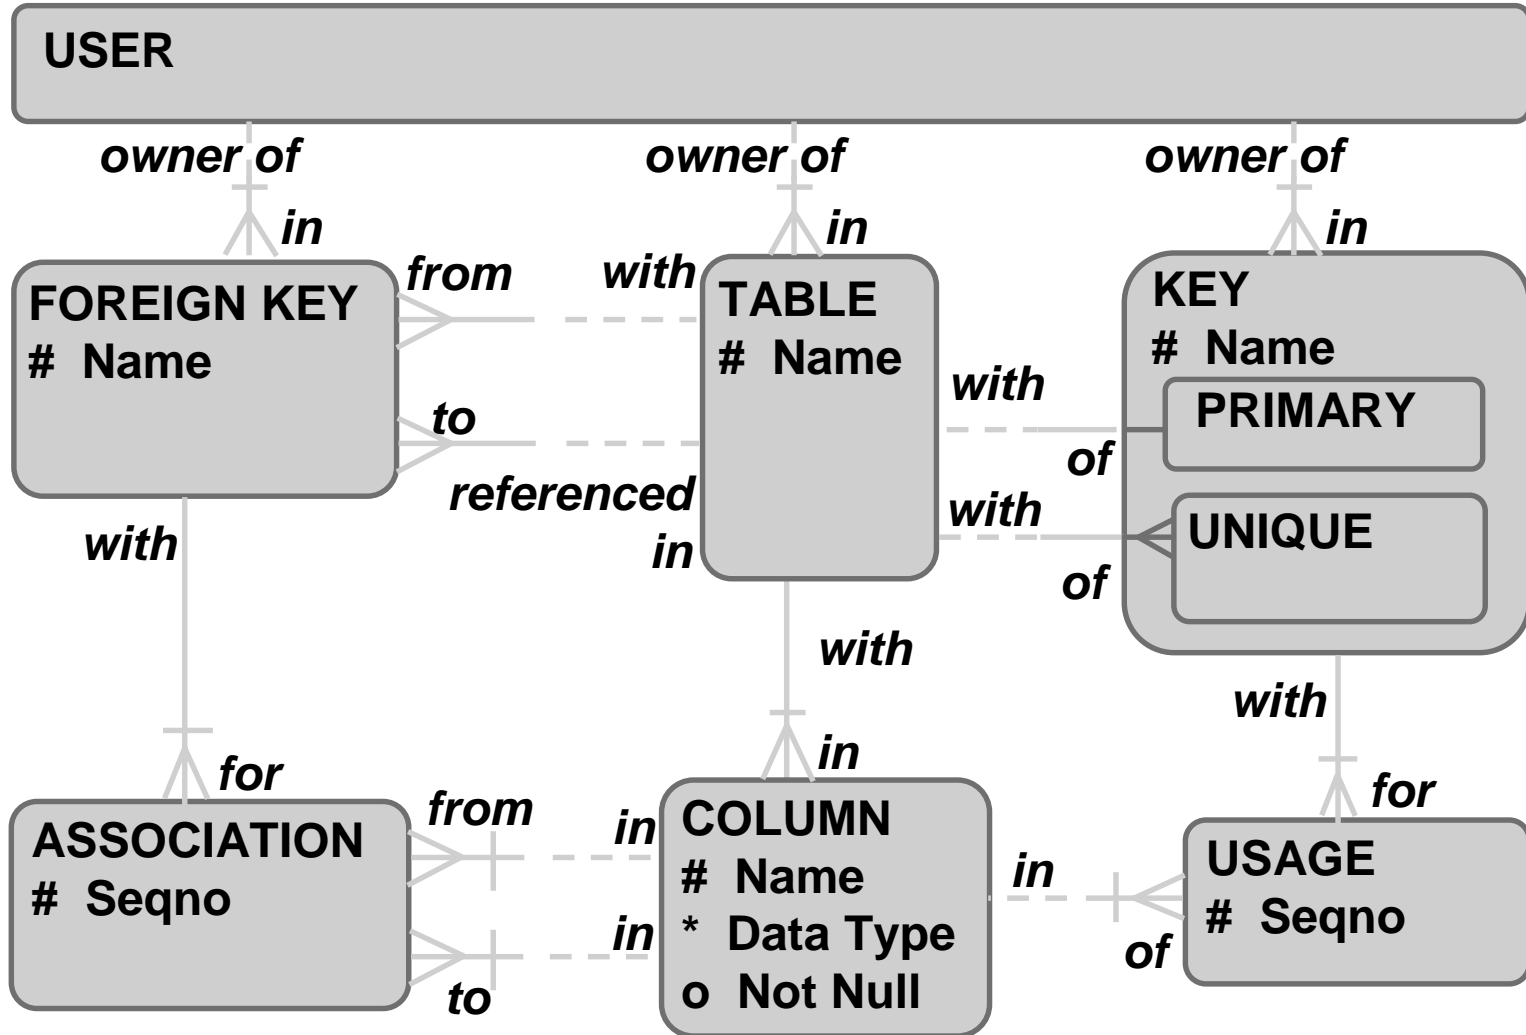 USER
owner of
owner of
owner of
in
in
in
FOREIGN KEY
# Name
from
with
TABLE
# Name
KEY
# Name
PRIMARY
to
referenced
in
with
of
with
of
UNIQUE
with
with
with
for
in
for
ASSOCIATION
# Seqno
from
in
to
in
COLUMN
# Name
* Data Type
o Not Null
in
of
USAGE
# Seqno